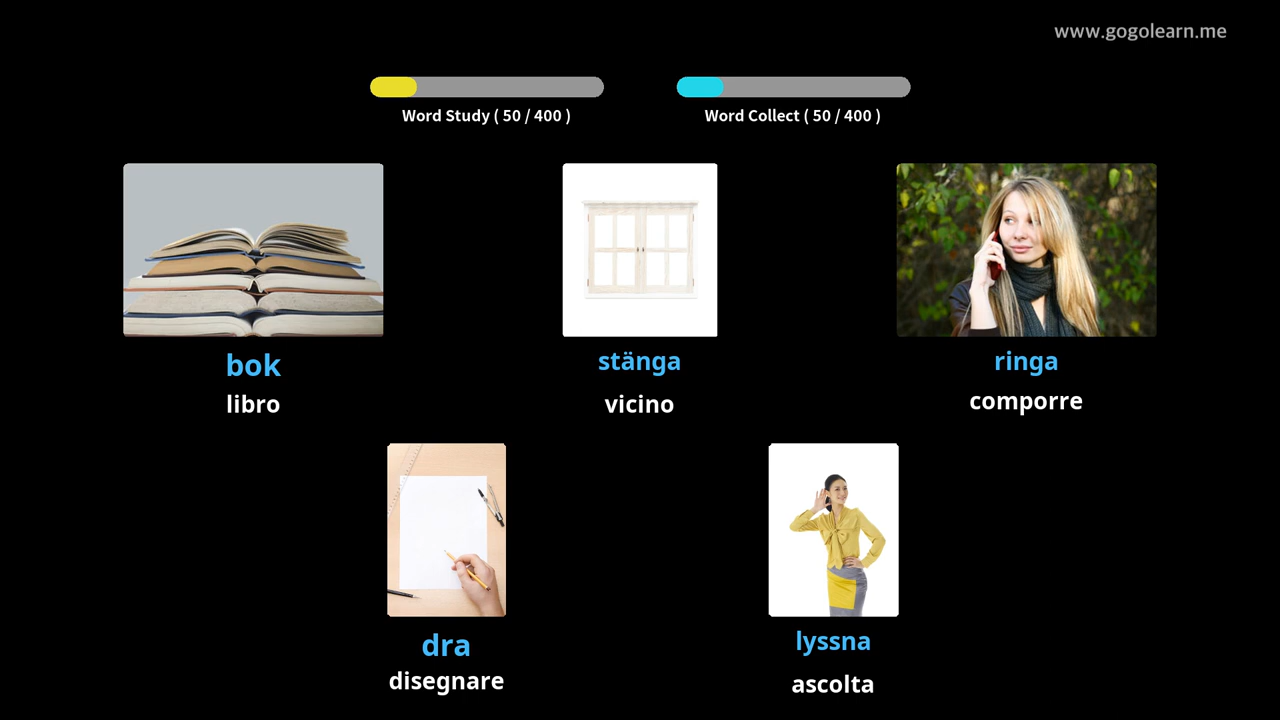 www.gogolearn.me
Word Study ( 50 / 400 )
Word Collect ( 50 / 400 )
bok
libro
stänga
vicino
ringa
comporre
dra
disegnare
lyssna
ascolta